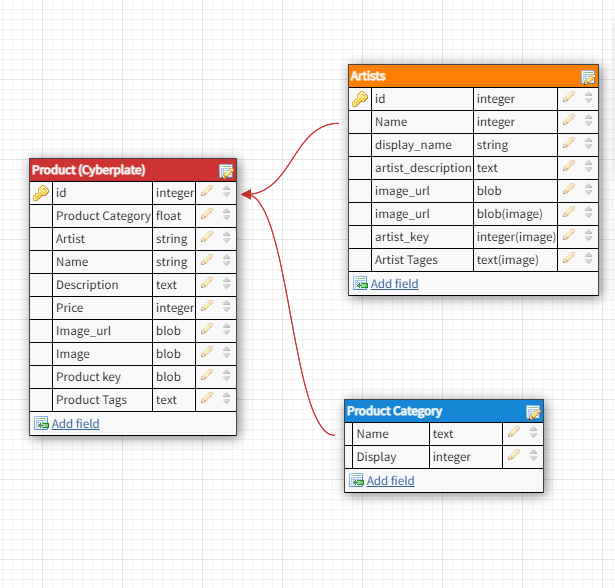 Artists
id integer
Name integer
display_name string
artist_description text
image_url blob
image_url blob(image)
artist_key integer(image)
Artist Tages text(image)
Add field
Product (Cyberplate)
id integer
Product Category float
Artist string
Name string
Description text
Price integer
Image_url blob
Image blob
Product key blob
Product Tags text
Add field
Product Category
Name text
Display integer
Add field